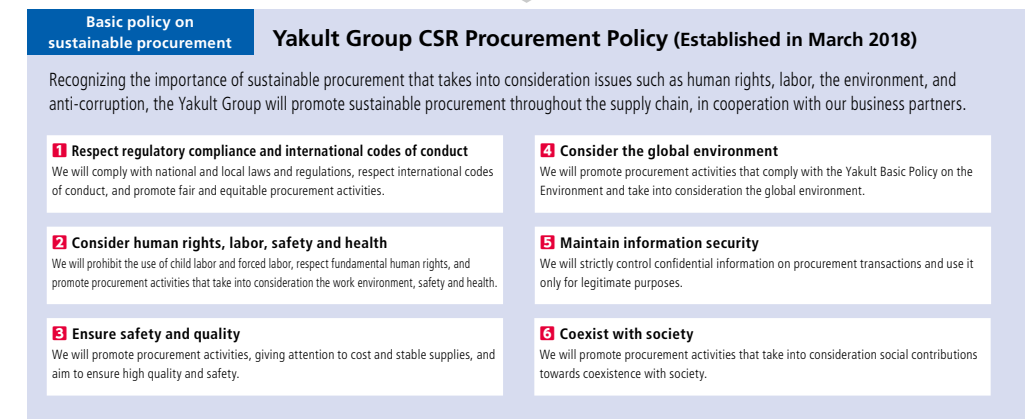 Basic policy on
sustainable procurement
Yakult Group CSR Procurement Policy (Established in March 2018)
Recognizing the importance of sustainable procurement that takes into consideration issues such as human rights, labor, the environment, and
anti-corruption, the Yakult Group will promote sustainable procurement throughout the supply chain, in cooperation with our business partners.
1 Respect regulatory compliance and international codes of conduct
We will comply with national and local laws and regulations, respect international codes
of conduct, and promote fair and equitable procurement activities.
2 Consider human rights, labor, safety and health
We will prohibit the use of child labor and forced labor, respect fundamental human rights, and
promote procurement activities that take into consideration the work environment, safety and health.
3 Ensure safety and quality
We will promote procurement activities, giving attention to cost and stable supplies, and
aim to ensure high quality and safety.
4 Consider the global environment
We will promote procurement activities that comply with the Yakult Basic Policy on the
Environment and take into consideration the global environment.
5 Maintain information security
We will strictly control confidential information on procurement transactions and use it
only for legitimate purposes.
6 Coexist with society
We will promote procurement activities that take into consideration social contributions
towards coexistence with society.